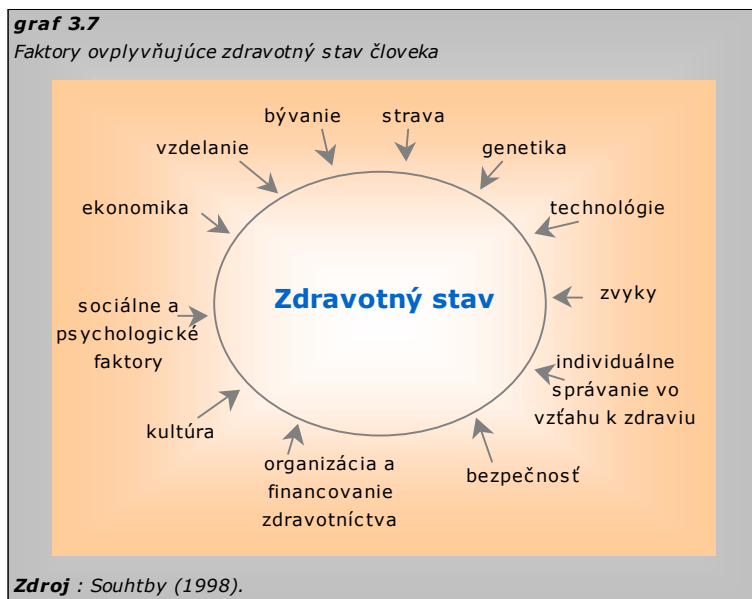 graf 3.7
Faktory ovplyvňujúce zdravotný stav človeka
bývanie
strava
vzdelanie
genetika
ekonomika
technológie
Zdravotný stav
zvyky
sociálne a
psychologické
faktory
individuálne
správanie vo
vzťahu k zdraviu
kultúra
organizácia a
financovanie
zdravotníctva
bezpečnosť
Zdroj : Souhtby (1998).